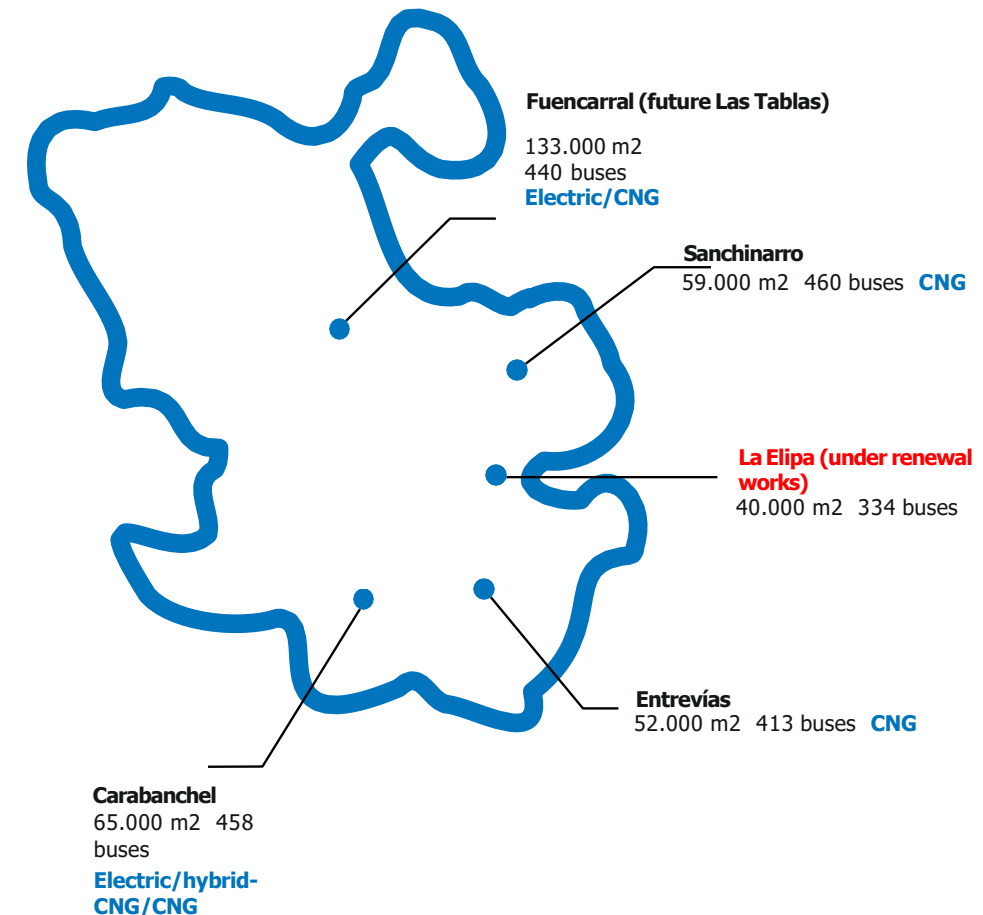 Fuencarral (future Las Tablas)
133.000 m2
440 buses
Electric/CNG
Sanchinarro
59.000 m2 460 buses CNG
La Elipa (under renewal
works)
40.000 m2 334 buses
Entrevías
52.000 m2 413 buses CNG
Carabanchel
65.000 m2 458
buses
Electric/hybrid-
CNG/CNG